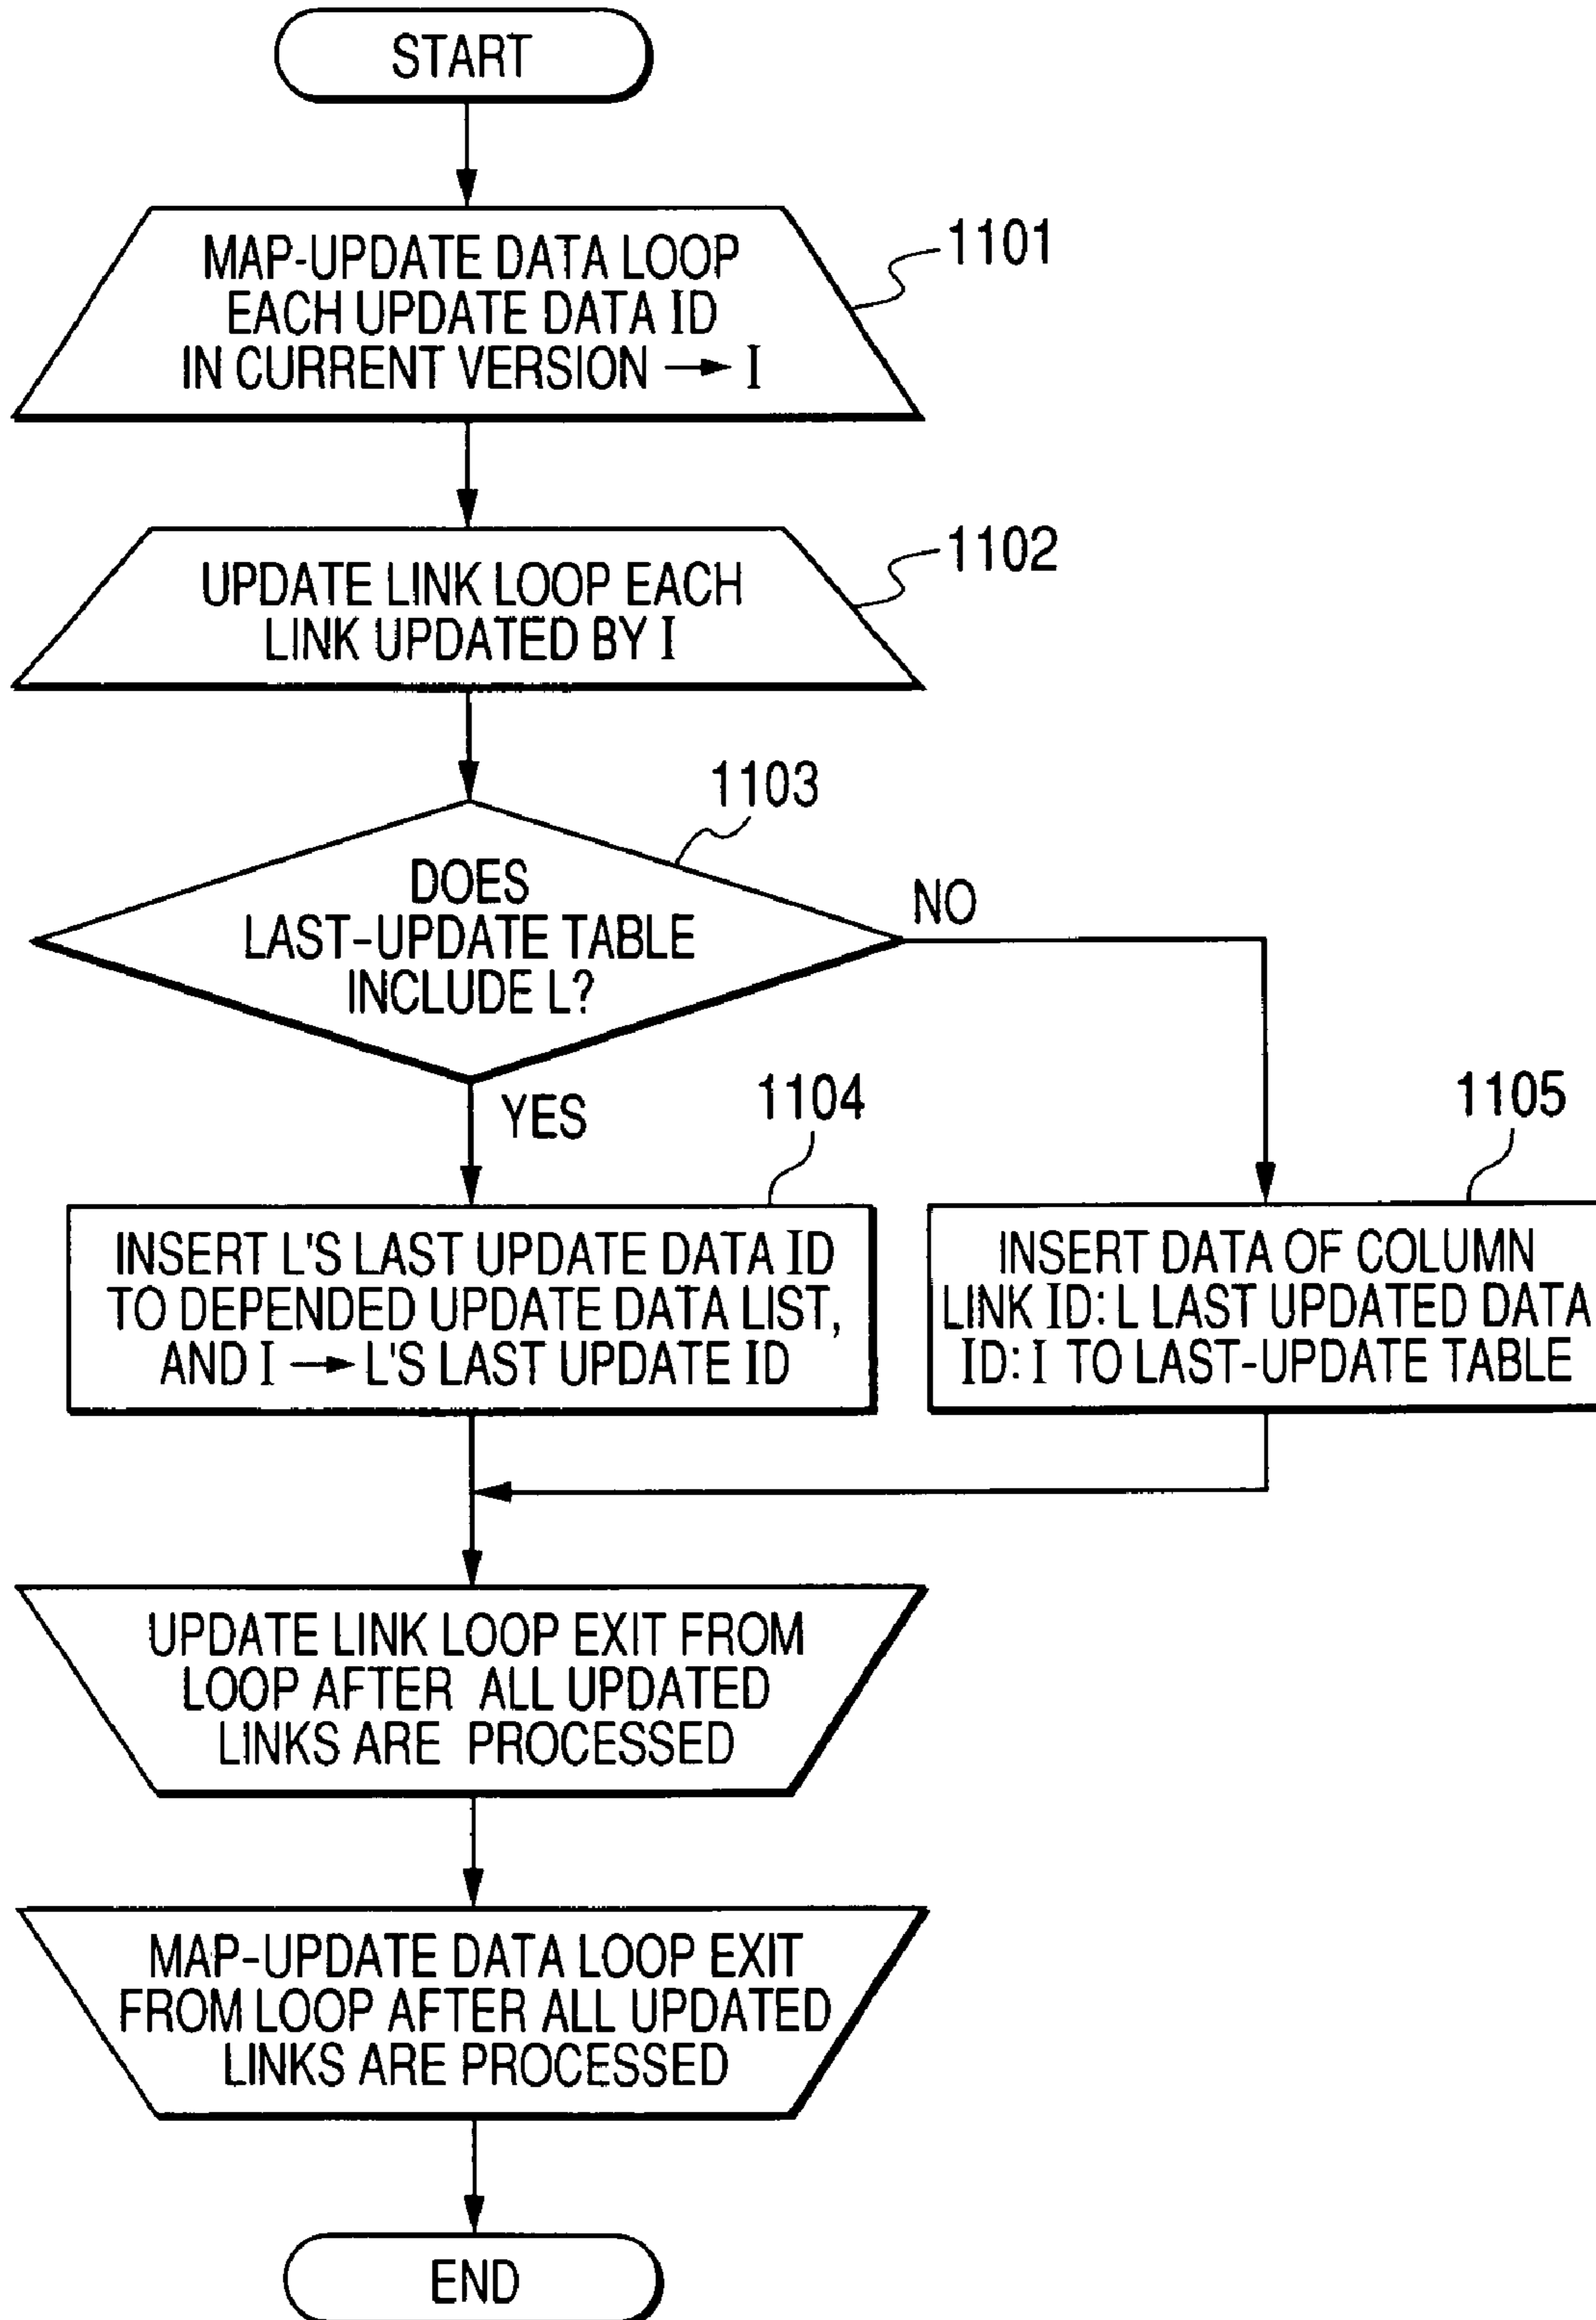 START
MAP-UPDATE DATA LOOP
EACH UPDATE DATA ID
IN CURRENT VERSION → I
1101
UPDATE LINK LOOP EACH
LINK UPDATED BY I
1102
1103
DOES
LAST-UPDATE TABLE
INCLUDE L?
NO
YES
1104
1105
INSERT L'S LAST UPDATE DATA ID
TO DEPENDED UPDATE DATA LIST,
AND I → L'S LAST UPDATE ID
INSERT DATA OF COLUMN
LINK ID: L LAST UPDATED DATA
ID: I TO LAST-UPDATE TABLE
UPDATE LINK LOOP EXIT FROM
LOOP AFTER ALL UPDATED
LINKS ARE PROCESSED
MAP-UPDATE DATA LOOP EXIT
FROM LOOP AFTER ALL UPDATED
LINKS ARE PROCESSED
END